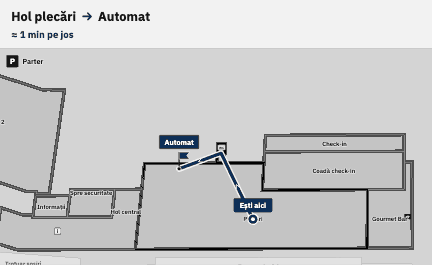 Hol plecări → Automat
≈ 1 min pe jos
P Parter
2
Automat
Check-in
Coadă check-in
Spre securitate
Informații
Hol central
Ești aici
Gourmet Bar
i